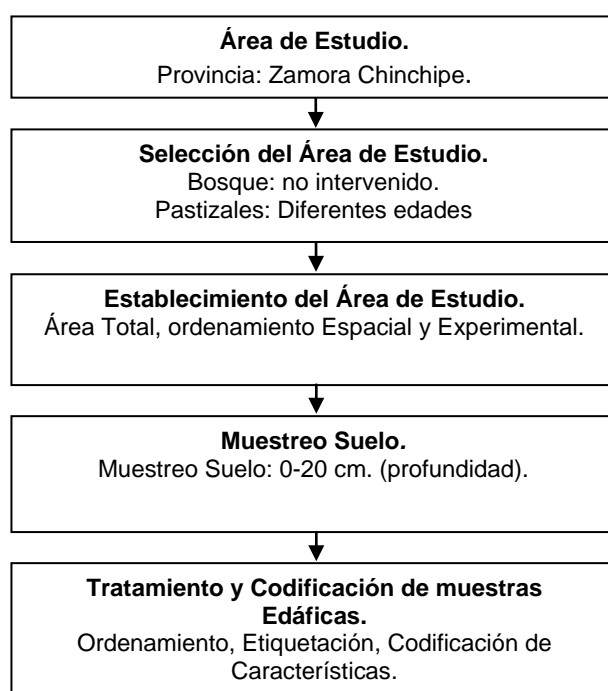 Área de Estudio.
Provincia: Zamora Chinchipe.
Selección del Área de Estudio.
Bosque: no intervenido.
Pastizales: Diferentes edades
Establecimiento del Área de Estudio.
Área Total, ordenamiento Espacial y Experimental.
Muestreo Suelo.
Muestreo Suelo: 0-20 cm. (profundidad).
Tratamiento y Codificación de muestras
Edáficas.
Ordenamiento, Etiquetación, Codificación de
Características.